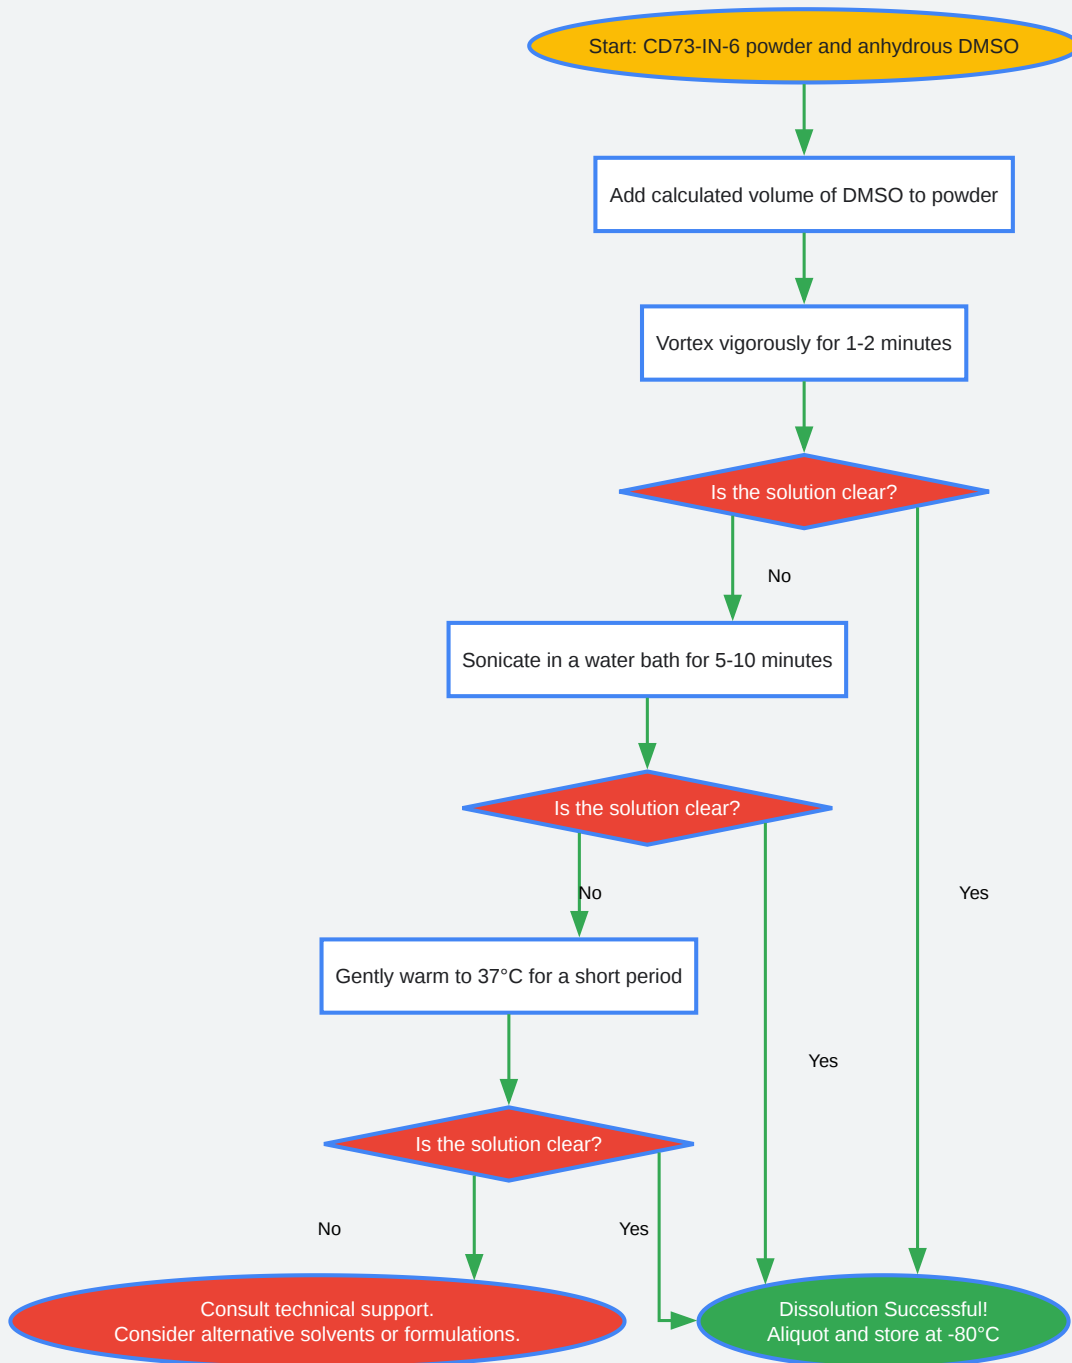 Start: CD73-IN-6 powder and anhydrous DMSO
Add calculated volume of DMSO to powder
Vortex vigorously for 1-2 minutes
Is the solution clear?
No
Sonicate in a water bath for 5-10 minutes
Is the solution clear?
No
Yes
Gently warm to 37°C for a short period
Yes
Is the solution clear?
No
Yes
Consult technical support.
Consider alternative solvents or formulations.
Dissolution Successful!
Aliquot and store at -80°C